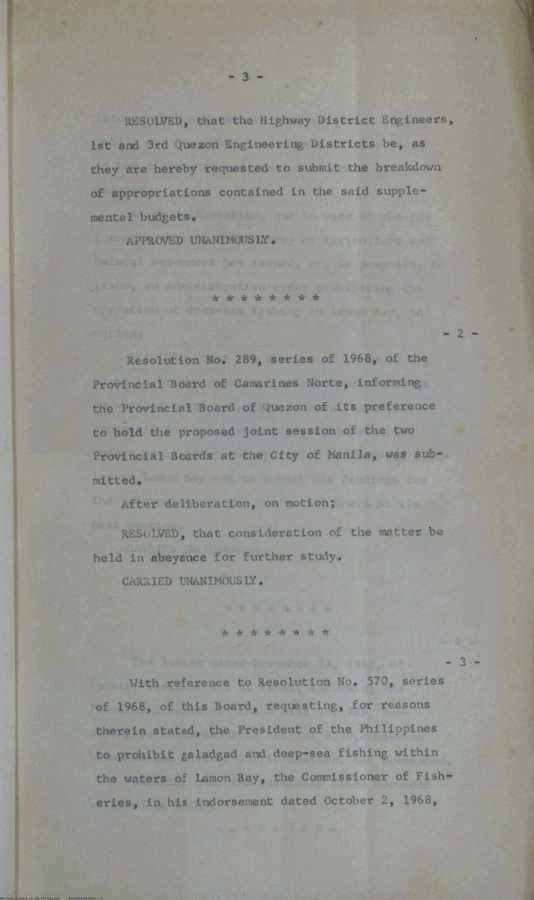 - 3 -
RESOLVED, that the Highway District Engineers,
1st and 3rd Quezon Engineering Districts be, as
they are hereby requested to submit the breakdown
of appropriations contained in the said supple-
mental budgets.
APPROVED UNANIMOUSLY.
* * * * * * * *
- 2 -
Resolution No. 289, series of 1968, of the
Provincial Board of Camarines Norte, informing
the Provincial Board of Quezon of its preference
to hold the proposed joint session of the two
Provincial Boards at the City of Manila, was sub-
mitted.
After deliberation, on motion;
RESOLVED, that consideration of the matter be
held in abeyance for further study.
CARRIED UNANIMOUSLY.
* * * * * * * *
- 3 -
With reference to Resolution No. 570, series
of 1968, of this Board, requesting, for reasons
therein stated, the President of the Philippines
to prohibit galadgad and deep-sea fishing within
the waters of Lamon Bay, the Commissioner of Fish-
eries, in his indorsement dated October 2, 1968,